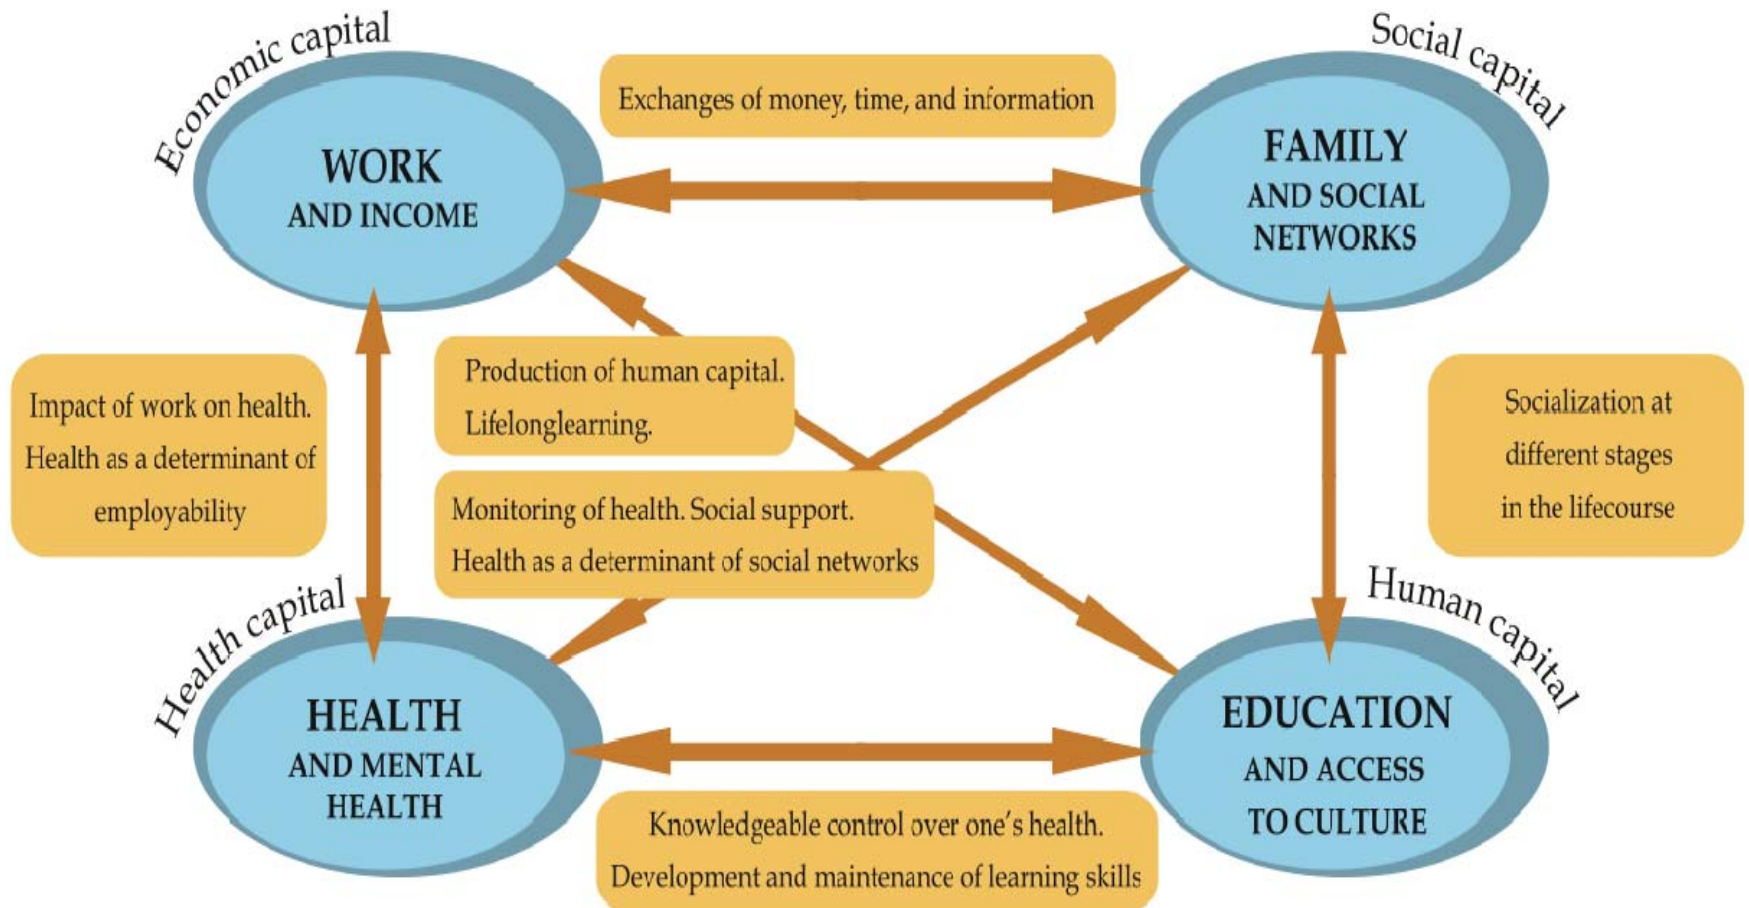 Economic capital
Social capital
WORK
AND INCOME
Exchanges of money, time, and information
FAMILY
AND SOCIAL
NETWORKS
Impact of work on health.
Health as a determinant of
employability
Production of human capital.
Lifelonglearning.
Monitoring of health. Social support.
Health as a determinant of social networks
Socialization at
different stages
in the lifecourse
Health capital
Human capital
HEALTH
AND MENTAL
HEALTH
EDUCATION
AND ACCESS
TO CULTURE
Knowledgeable control over one’s health.
Development and maintenance of learning skills